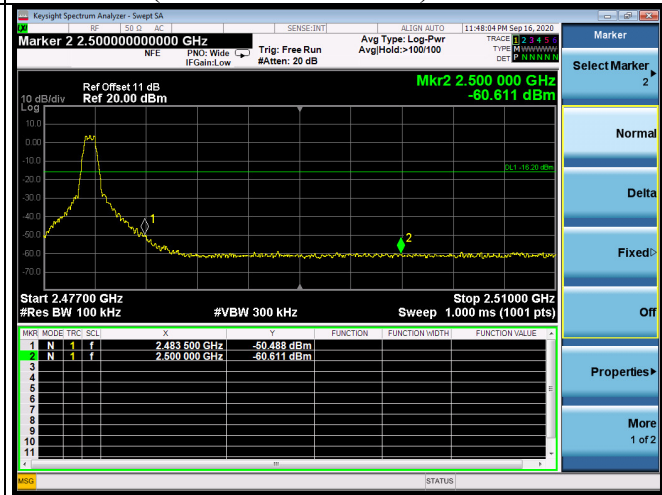 Keysight Spectrum Analyzer - Swept SA
RF 50 Ω AC SENSE:INT ALIGN AUTO 11:48:04 PM Sep 16, 2020
Marker 2 2.500000000000 GHz
NFE
PNO: Wide
IFGain:Low
Trig: Free Run
#Atten: 20 dB
Avg Type: Log-Pwr
Avg|Hold:>100/100
TRACE 1 2 3 4 5 6
TYPE M W W W W W
DET P N N N N N
Ref Offset 11 dB
10 dB/div Ref 20.00 dBm
Log
Mkr2 2.500 000 GHz
-60.611 dBm
10.0
0.00
-10.0
DL1 -16.20 dBm
-20.0
-30.0
-40.0
1
-50.0
2
-60.0
-70.0
Start 2.47700 GHz Stop 2.51000 GHz
#Res BW 100 kHz #VBW 300 kHz Sweep 1.000 ms (1001 pts)
MKR MODE TRC SCL X Y FUNCTION FUNCTION WIDTH FUNCTION VALUE
1 N 1 f 2.483 500 GHz -50.488 dBm
2 N 1 f 2.500 000 GHz -60.611 dBm
3
4
5
6
7
8
9
10
11
MSG STATUS
Marker
Select Marker
2
Normal
Delta
Fixed
Off
Properties
More
1 of 2